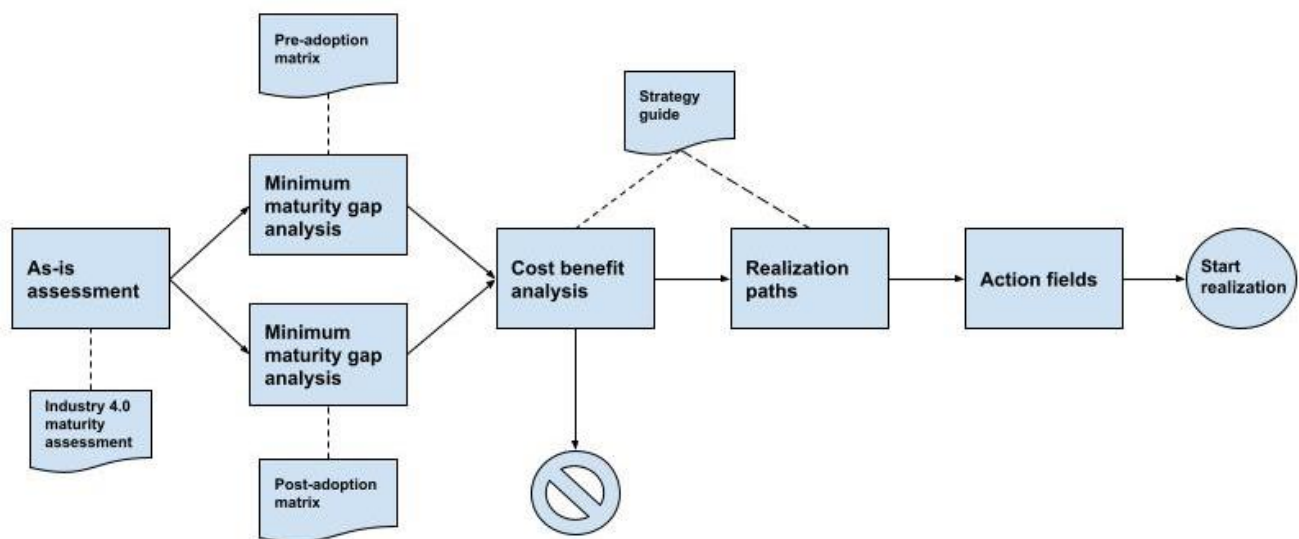 Pre-adoption
matrix
Strategy
guide
Minimum
maturity gap
analysis
As-is
assessment
Cost benefit
analysis
Realization
paths
Action fields
Start
realization
Minimum
maturity gap
analysis
Industry 4.0
maturity
assessment
Post-adoption
matrix